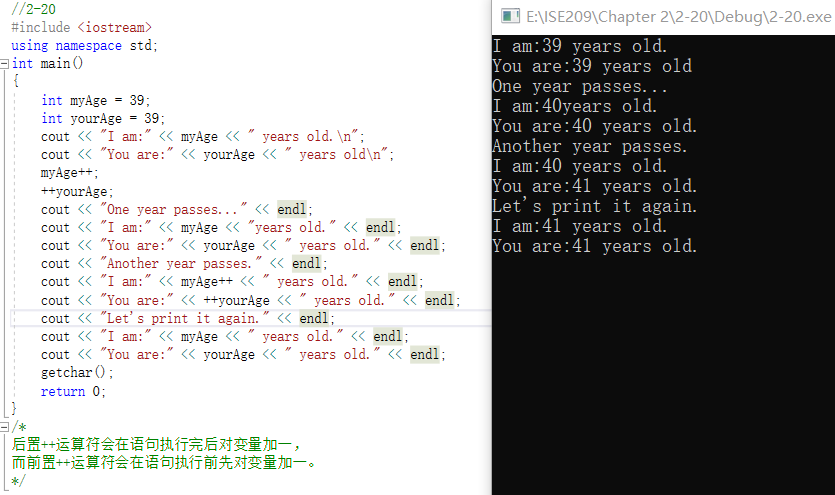 //2-20
#include <iostream>
using namespace std;
int main()
{
int myAge = 39;
int yourAge = 39;
cout << "I am:" << myAge << " years old.\n";
cout << "You are:" << yourAge << " years old\n";
myAge++;
++yourAge;
cout << "One year passes..." << endl;
cout << "I am:" << myAge << "years old." << endl;
cout << "You are:" << yourAge << " years old." << endl;
cout << "Another year passes." << endl;
cout << "I am:" << myAge++ << " years old." << endl;
cout << "You are:" << ++yourAge << " years old." << endl;
cout << "Let's print it again." << endl;
cout << "I am:" << myAge << " years old." << endl;
cout << "You are:" << yourAge << " years old." << endl;
getchar();
return 0;
}
/*
后置++运算符会在语句执行完后对变量加一，
而前置++运算符会在语句执行前先对变量加一。
*/
E:\ISE209\Chapter 2\2-20\Debug\2-20.exe
I am:39 years old.
You are:39 years old
One year passes...
I am:40years old.
You are:40 years old.
Another year passes.
I am:40 years old.
You are:41 years old.
Let's print it again.
I am:41 years old.
You are:41 years old.